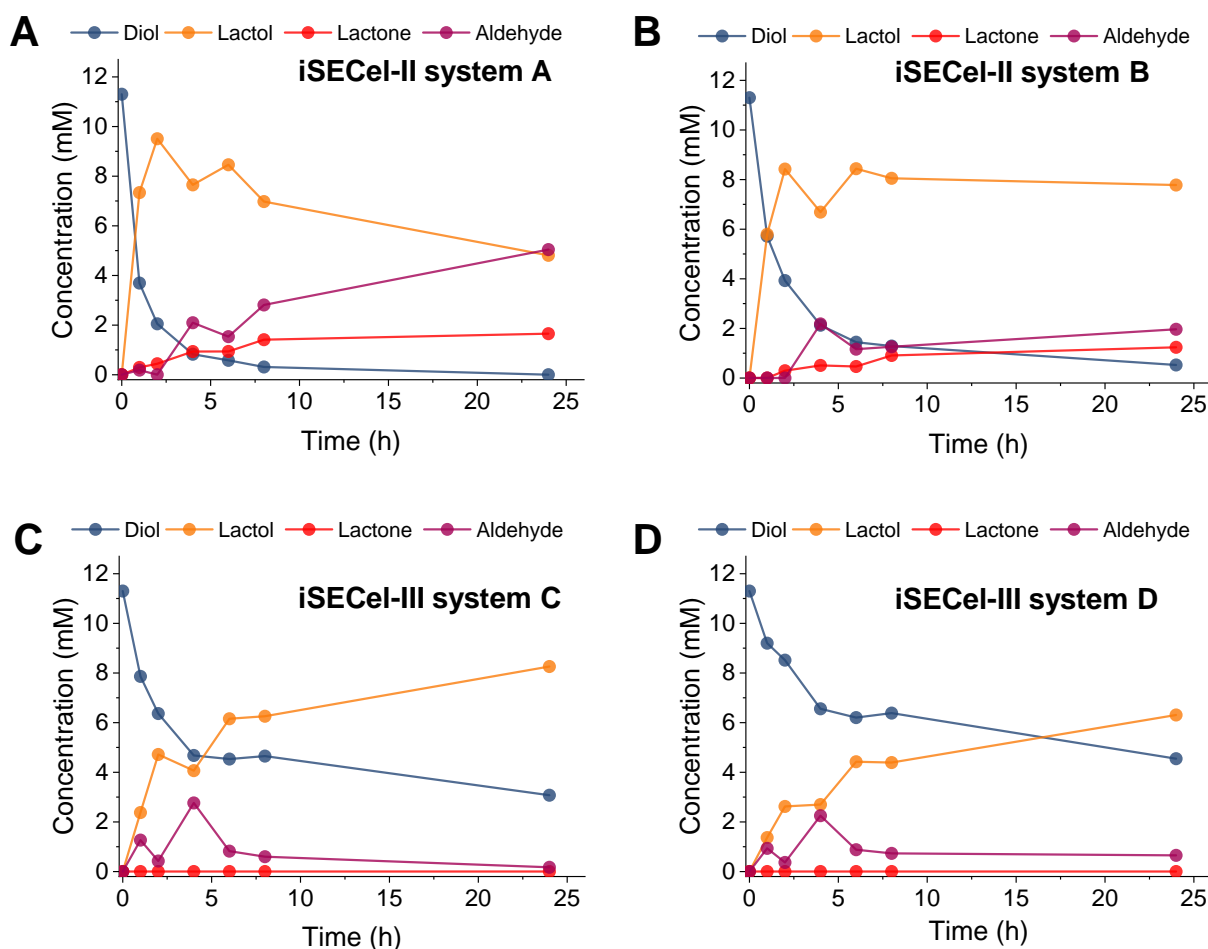 A
Diol Lactol Lactone Aldehyde
iSECel-II system A
Concentration (mM)
12
10
8
6
4
2
0
0 5 10 15 20 25
Time (h)
B
Diol Lactol Lactone Aldehyde
iSECel-II system B
Concentration (mM)
12
10
8
6
4
2
0
0 5 10 15 20 25
Time (h)
C
Diol Lactol Lactone Aldehyde
iSECel-III system C
Concentration (mM)
12
10
8
6
4
2
0
0 5 10 15 20 25
Time (h)
D
Diol Lactol Lactone Aldehyde
iSECel-III system D
Concentration (mM)
12
10
8
6
4
2
0
0 5 10 15 20 25
Time (h)